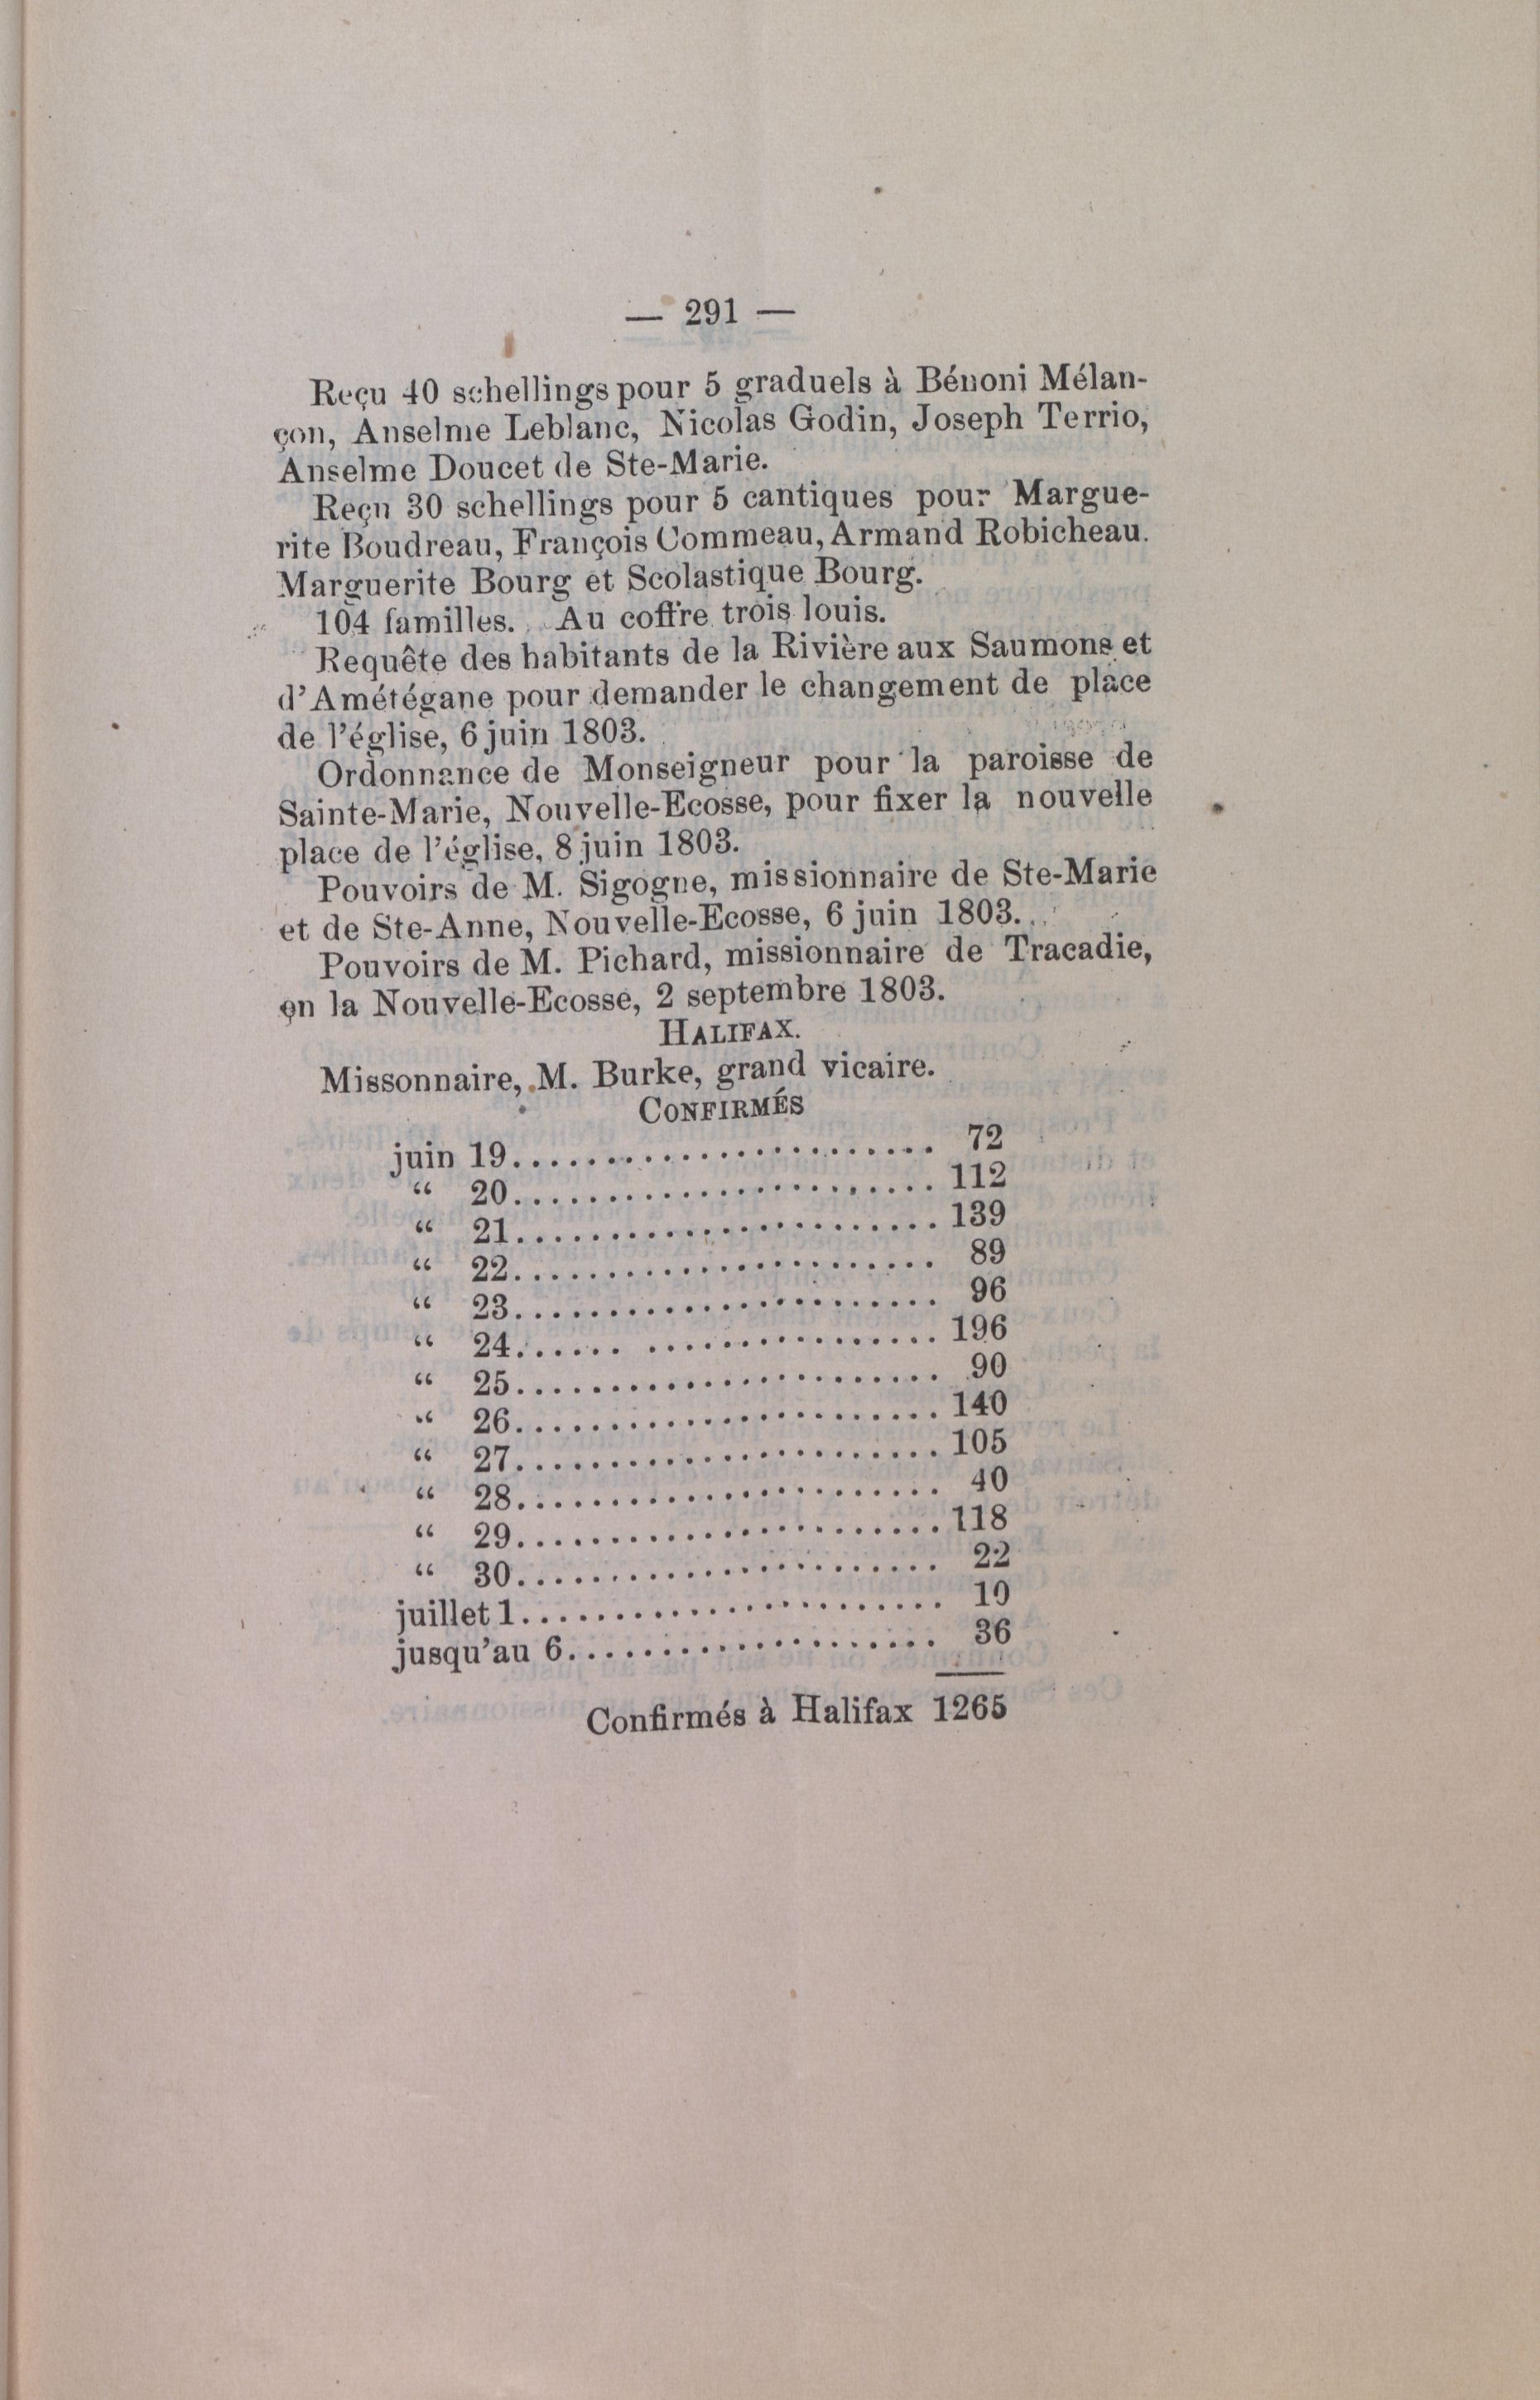 — 291 —
Reçu 40 schellings pour 5 graduels à Bénoni Mélan-
çon, Anselme Leblanc, Nicolas Godin, Joseph Terrio,
Anselme Doucet de Ste-Marie.
Reçn 30 schellings pour 5 cantiques pour Margue-
rite Boudreau, François Commeau, Armand Robicheau.
Marguerite Bourg et Scolastique Bourg.
104 familles. Au coffre trois louis.
Requête des habitants de la Rivière aux Saumons et
d'Amétégane pour demander le changement de place
de l'église, 6 juin 1803.
Ordonnance de Monseigneur pour la paroisse de
Sainte-Marie, Nouvelle-Ecosse, pour fixer la nouvelle
place de l'église, 8 juin 1803.
Pouvoirs de M. Sigogne, missionnaire de Ste-Marie
et de Ste-Anne, Nouvelle-Ecosse, 6 juin 1803.
Pouvoirs de M. Pichard, missionnaire de Tracadie,
en la Nouvelle-Ecosse, 2 septembre 1803.
HALIFAX.
Missonnaire, M. Burke, grand vicaire.
CONFIRMÉS
juin 19........................ 72
“ 20........................ 112
“ 21........................ 139
“ 22........................ 89
“ 23........................ 96
“ 24...... ................ 196
“ 25........................ 90
“ 26........................ 140
“ 27........................ 105
“ 28........................ 40
“ 29........................ 118
“ 30........................ 22
juillet 1........................ 10
jusqu'au 6..................... 36
Confirmés à Halifax 1265